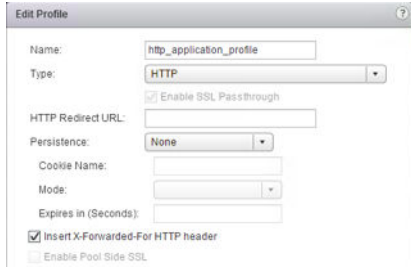 Edit Profile ?
Name: http_application_profile
Type: HTTP
Enable SSL Passthrough
HTTP Redirect URL:
Persistence: None
Cookie Name:
Mode:
Expires in (Seconds):
Insert X-Forwarded-For HTTP header
Enable Pool Side SSL